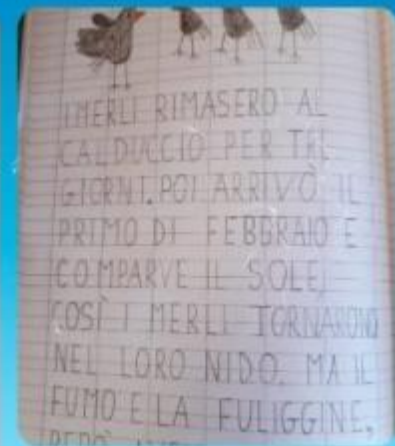 I MERLI RIMASERO AL
CALDUCCIO PER TRE
GIORNI. POI ARRIVÒ IL
PRIMO DI FEBBRAIO E
COMPARVE IL SOLE,
COSÌ I MERLI TORNARONO
NEL LORO NIDO. MA IL
FUMO E LA FULIGGINE,
PERÒ